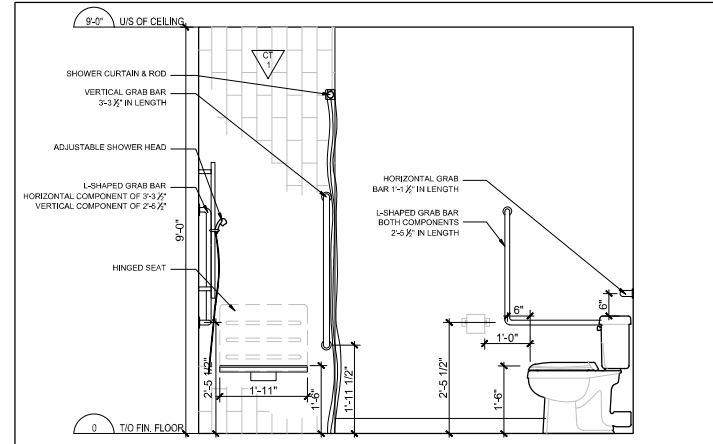 9'-0" U/S OF CEILING
CT
1
SHOWER CURTAIN & ROD
VERTICAL GRAB BAR
3'-3 ½" IN LENGTH
ADJUSTABLE SHOWER HEAD
L-SHAPED GRAB BAR
HORIZONTAL COMPONENT OF 3'-3 ½"
VERTICAL COMPONENT OF 2'-5 ½"
HORIZONTAL GRAB
BAR 1'-1 ½" IN LENGTH
L-SHAPED GRAB BAR
BOTH COMPONENTS
2'-5 ½" IN LENGTH
9'-0"
HINGED SEAT
6"
6"
1'-0"
2'-5 1/2"
1'-11"
1'-6"
1'-11 1/2"
2'-5 1/2"
1'-6"
0 T/O FIN. FLOOR